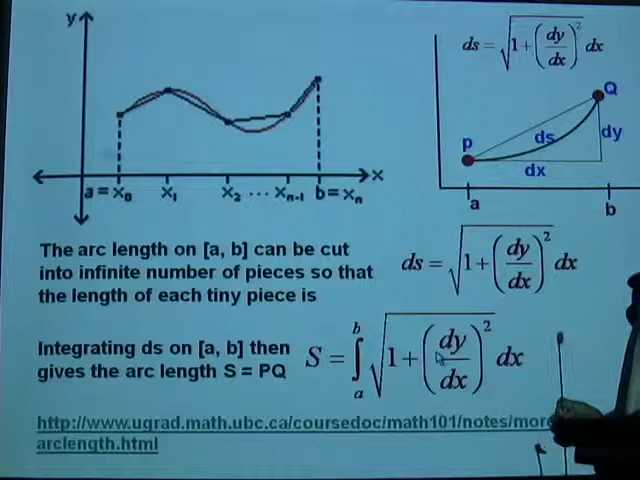 y
x
a = x₀ x₁ x₂ ... xₙ₋₁ b = xₙ
ds = √(1 + (dy/dx)²) dx
P Q
ds dy
dx
a b
The arc length on [a, b] can be cut
into infinite number of pieces so that
the length of each tiny piece is
ds = √(1 + (dy/dx)²) dx
Integrating ds on [a, b] then
gives the arc length S = PQ
S = ∫ₐᵇ √(1 + (dy/dx)²) dx
http://www.ugrad.math.ubc.ca/coursedoc/math101/notes/more
arclength.html